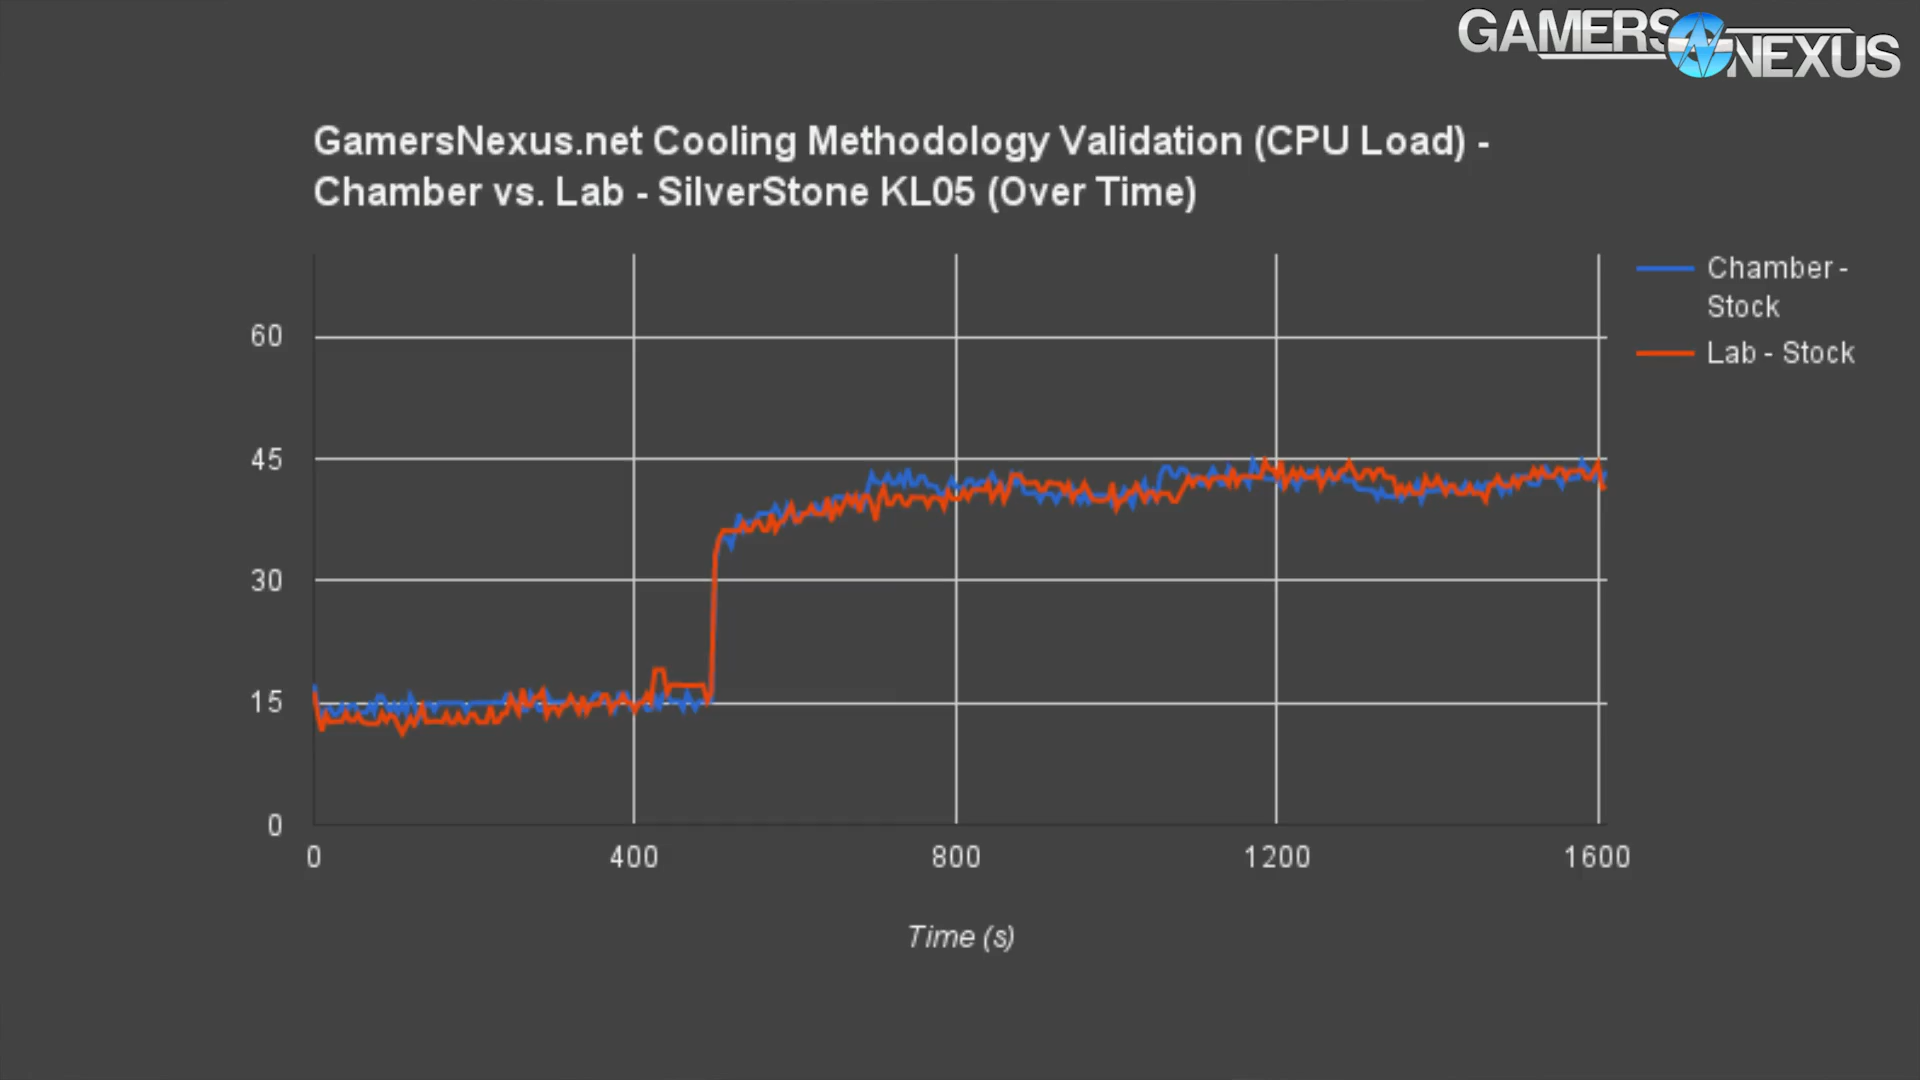 GAMERS NEXUS
GamersNexus.net Cooling Methodology Validation (CPU Load) -
Chamber vs. Lab - SilverStone KL05 (Over Time)
Chamber -
Stock
Lab - Stock
60
45
30
15
0
0 400 800 1200 1600
Time (s)